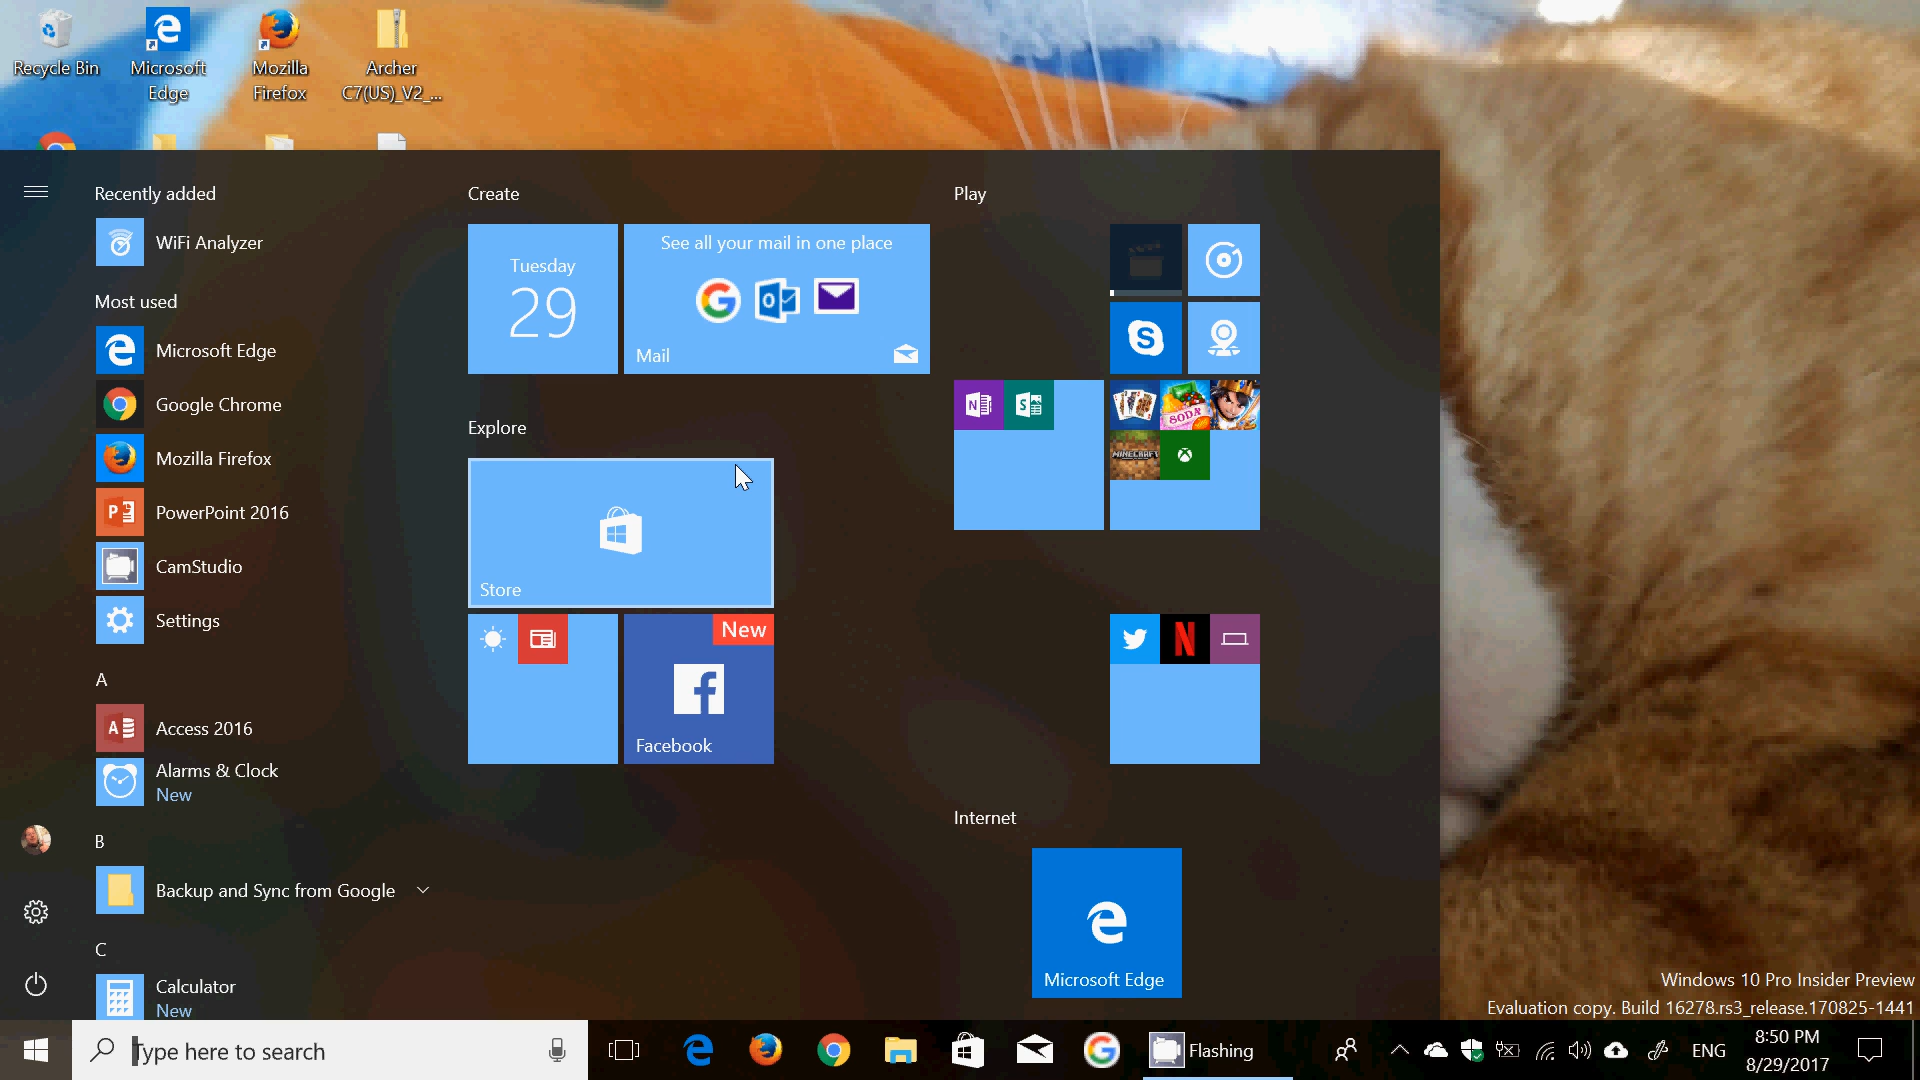 Recycle Bin
Microsoft Edge
Mozilla Firefox
Archer C7(US)_V2_...
Recently added
WiFi Analyzer
Most used
Microsoft Edge
Google Chrome
Mozilla Firefox
PowerPoint 2016
CamStudio
Settings
A
Access 2016
Alarms & Clock
New
B
Backup and Sync from Google
C
Calculator
New
Create
Tuesday
29
See all your mail in one place
Mail
Explore
Store
New
Facebook
Play
SODA
MINECRAFT
Internet
Microsoft Edge
Windows 10 Pro Insider Preview
Evaluation copy. Build 16278.rs3_release.170825-1441
Type here to search
Flashing
ENG
8:50 PM
8/29/2017